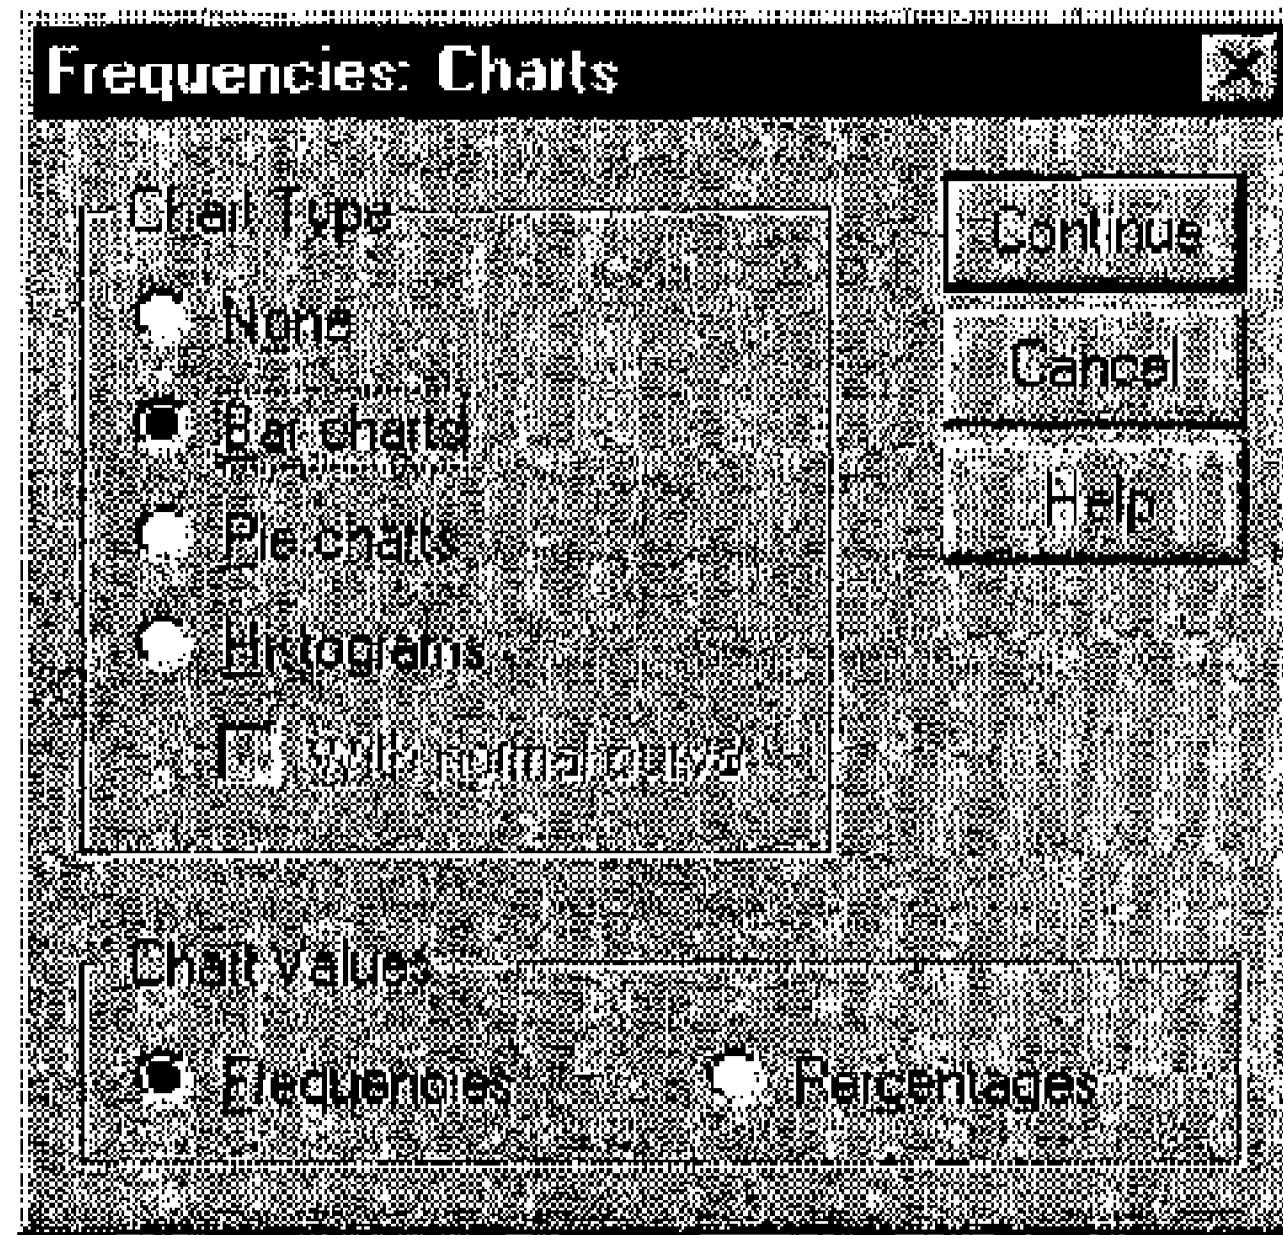 Frequencies: Charts
Chart Type
None
Bar charts
Pie charts
Histograms
With normal curve
Continue
Cancel
Help
Chart Values
Frequencies
Percentages